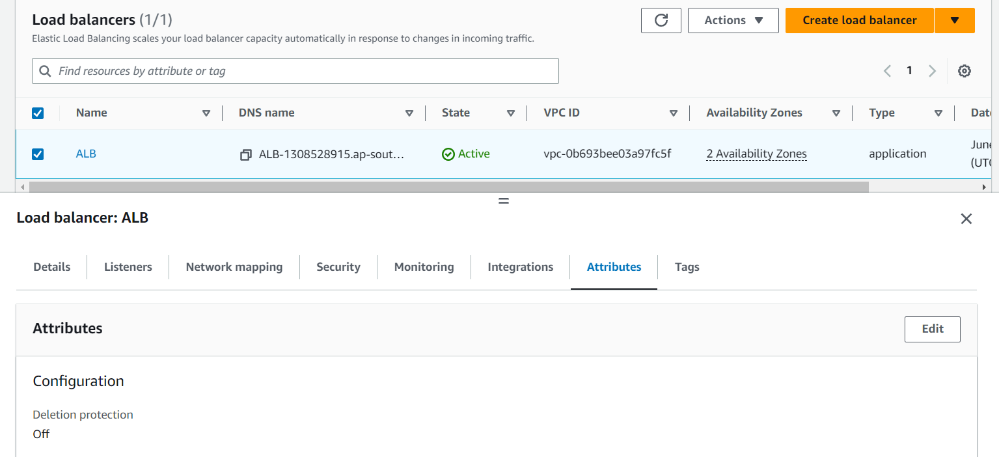 Load balancers (1/1)
Actions
Create load balancer
Elastic Load Balancing scales your load balancer capacity automatically in response to changes in incoming traffic.
Find resources by attribute or tag
1
Name
DNS name
State
VPC ID
Availability Zones
Type
Date
ALB
ALB-1308528915.ap-sout...
Active
vpc-0b693bee03a97fc5f
2 Availability Zones
application
June
(UTC
Load balancer: ALB
Details
Listeners
Network mapping
Security
Monitoring
Integrations
Attributes
Tags
Attributes
Edit
Configuration
Deletion protection
Off